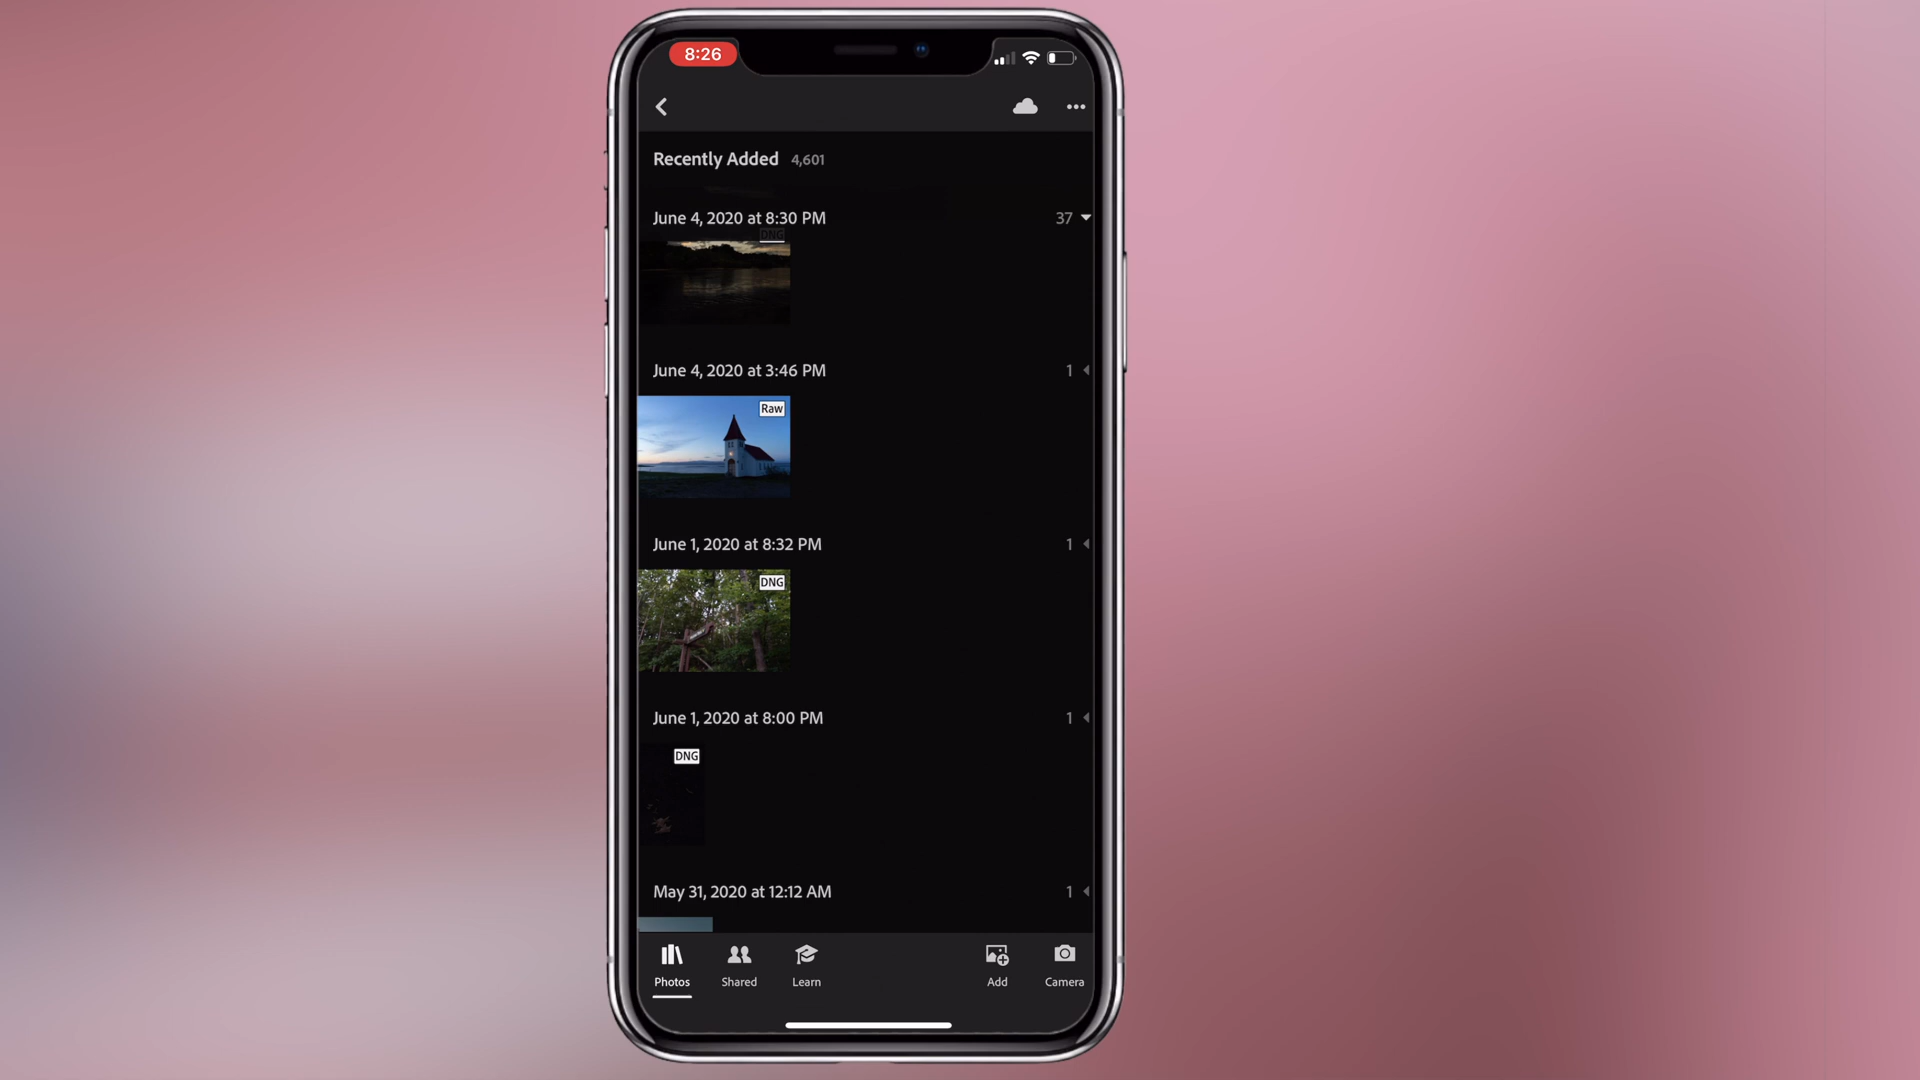 8:26
Recently Added 4,601
June 4, 2020 at 8:30 PM 37
DNG
June 4, 2020 at 3:46 PM 1
Raw
June 1, 2020 at 8:32 PM 1
DNG
June 1, 2020 at 8:00 PM 1
DNG
May 31, 2020 at 12:12 AM 1
Photos Shared Learn Add Camera